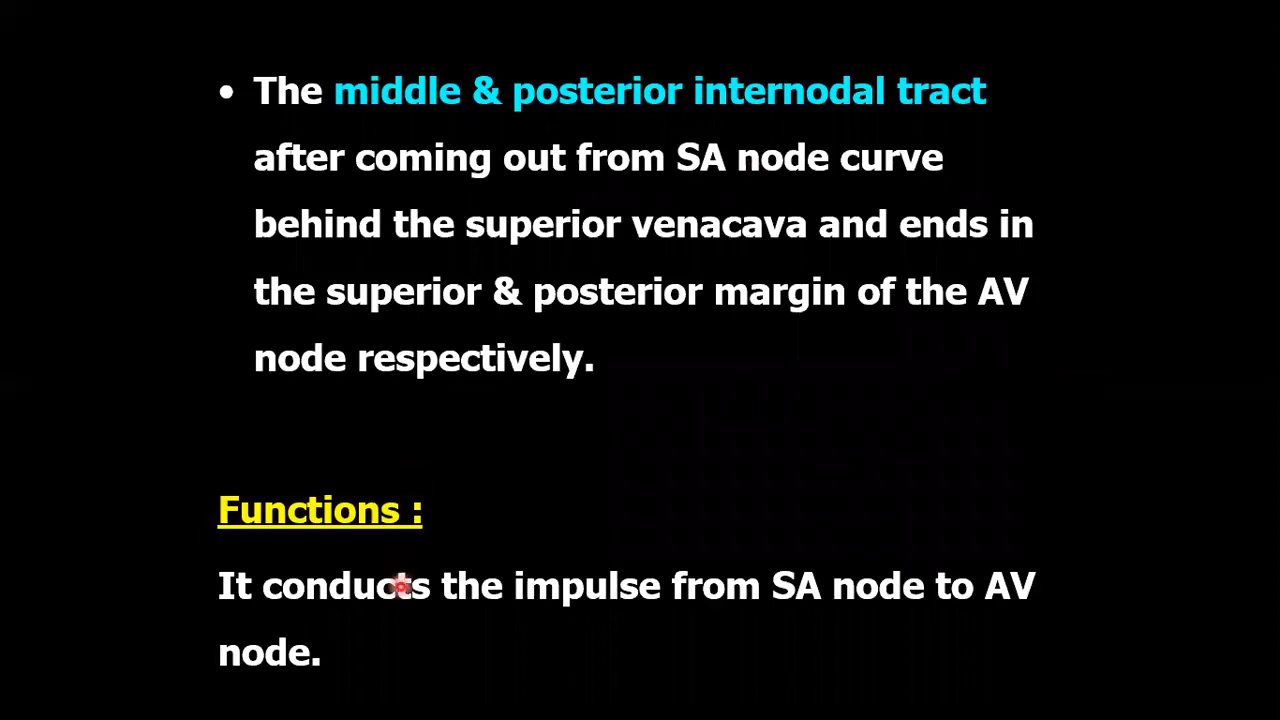 • The middle & posterior internodal tract
after coming out from SA node curve
behind the superior venacava and ends in
the superior & posterior margin of the AV
node respectively.
Functions :
It conducts the impulse from SA node to AV
node.